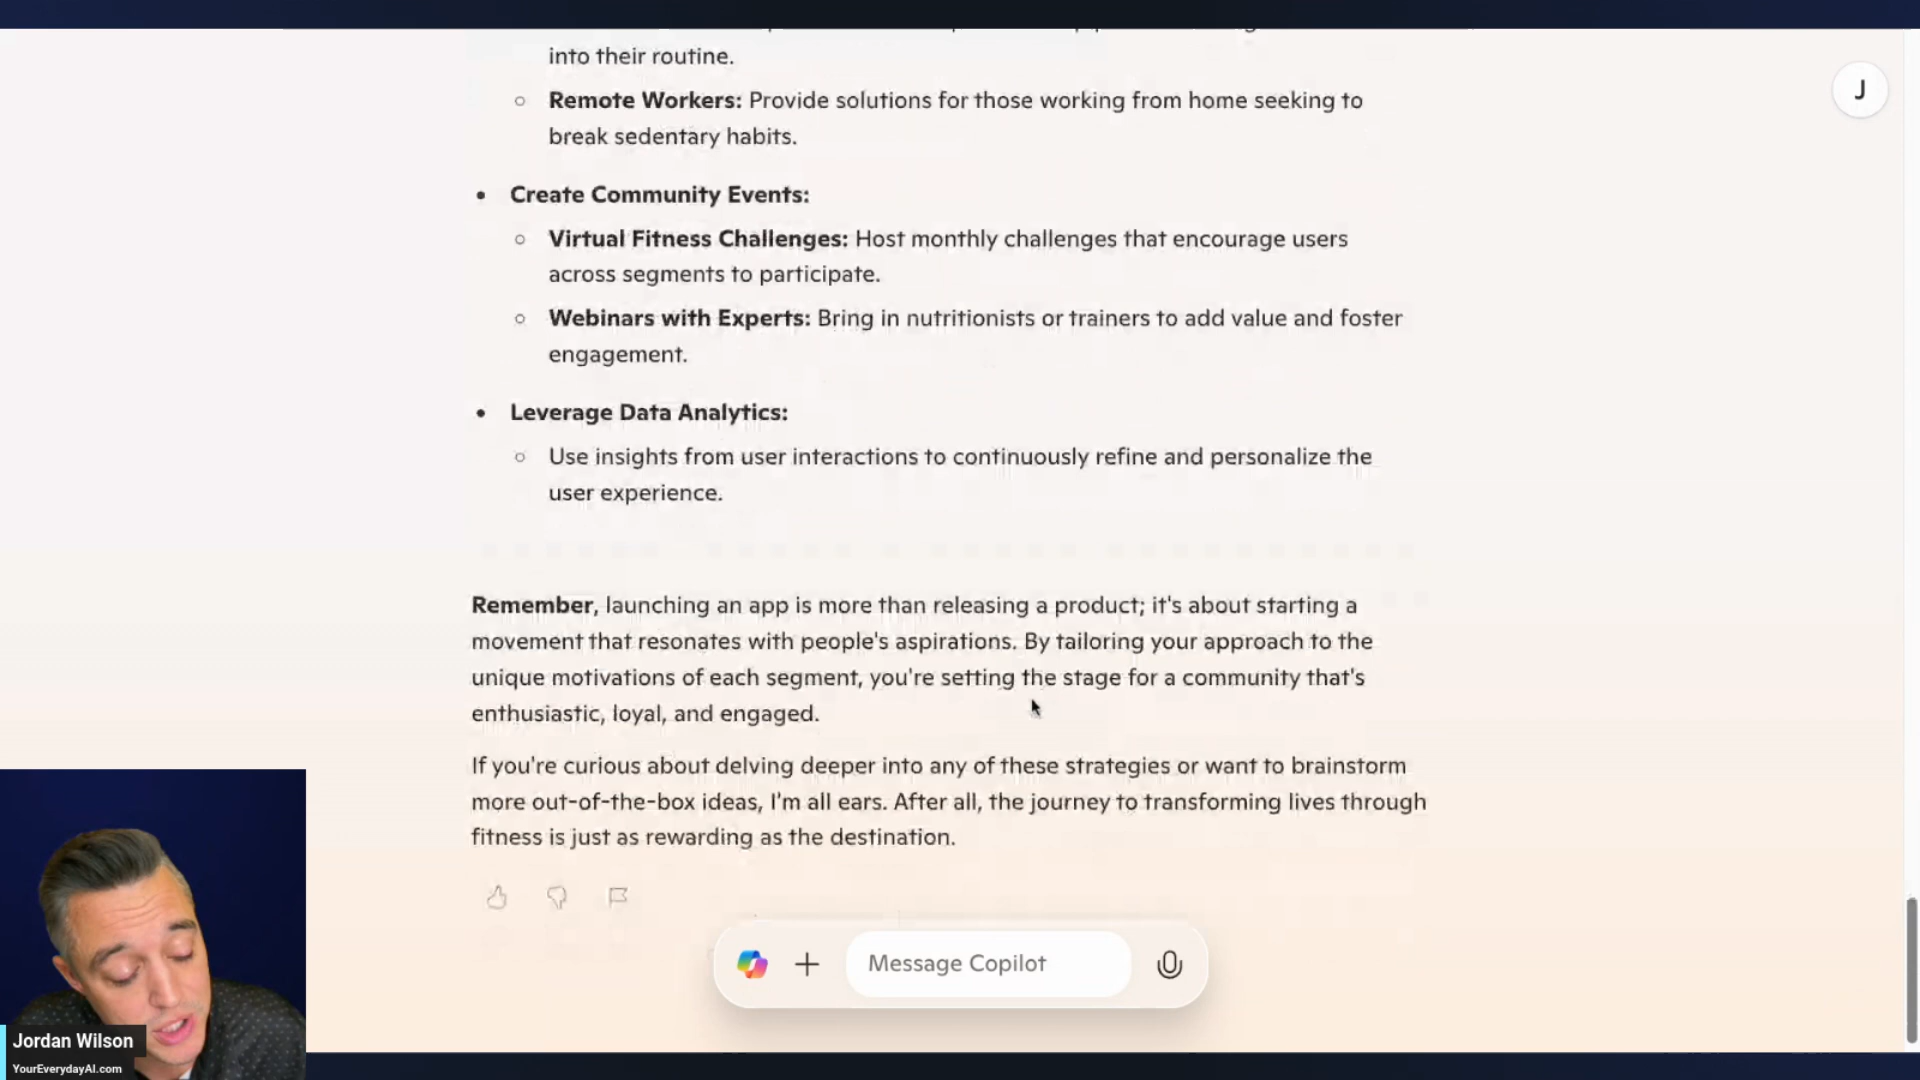 into their routine.
Remote Workers: Provide solutions for those working from home seeking to
break sedentary habits.
Create Community Events:
Virtual Fitness Challenges: Host monthly challenges that encourage users
across segments to participate.
Webinars with Experts: Bring in nutritionists or trainers to add value and foster
engagement.
Leverage Data Analytics:
Use insights from user interactions to continuously refine and personalize the
user experience.
Remember, launching an app is more than releasing a product; it's about starting a
movement that resonates with people's aspirations. By tailoring your approach to the
unique motivations of each segment, you're setting the stage for a community that's
enthusiastic, loyal, and engaged.
If you're curious about delving deeper into any of these strategies or want to brainstorm
more out-of-the-box ideas, I'm all ears. After all, the journey to transforming lives through
fitness is just as rewarding as the destination.
Message Copilot
J
Jordan Wilson
YourEverydayAI.com